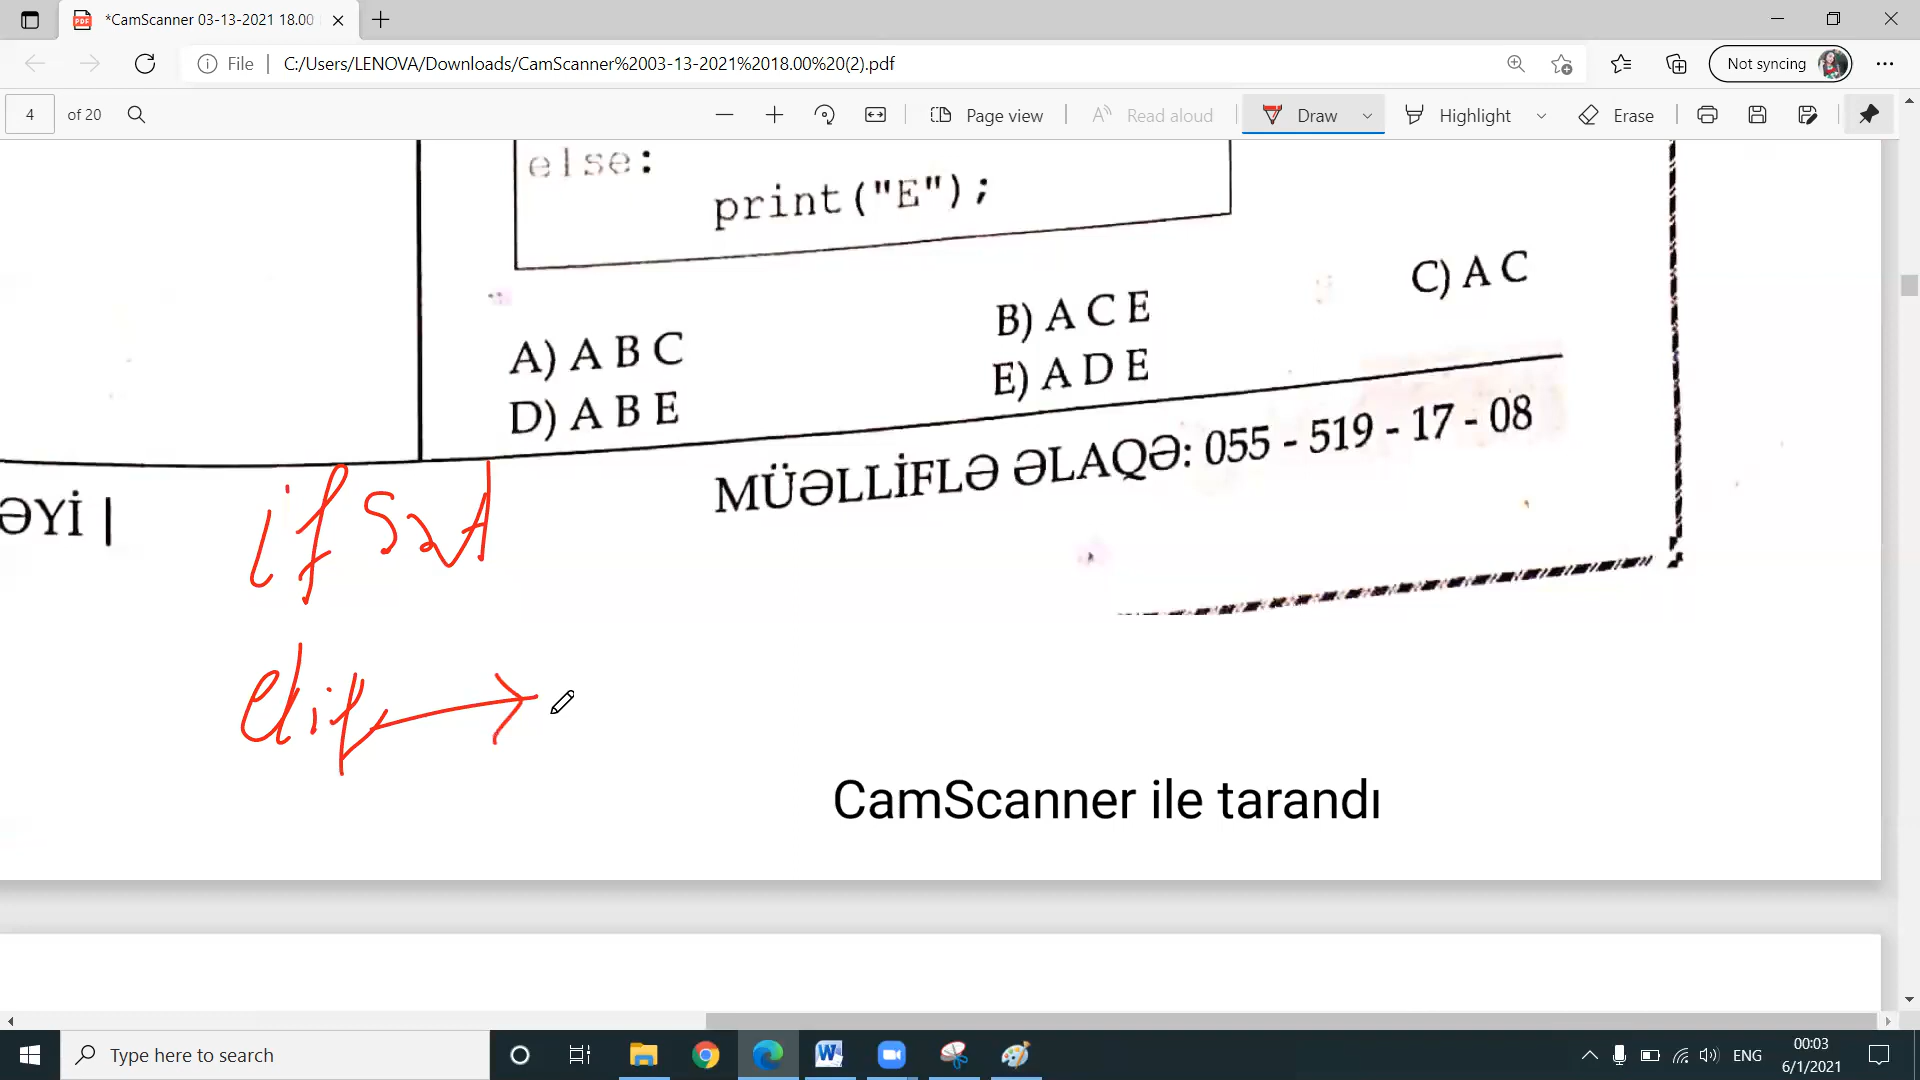 *CamScanner 03-13-2021 18.00
File C:/Users/LENOVA/Downloads/CamScanner%2003-13-2021%2018.00%20(2).pdf
Not syncing
4 of 20
Page view
Read aloud
Draw
Highlight
Erase
else:
print("E");
A) A B C
B) A C E
C) A C
D) A B E
E) A D E
MÜƏLLİFLƏ ƏLAQƏ: 055 - 519 - 17 - 08
ƏYİ |
if
elif
CamScanner ile tarandı
Type here to search
ENG
00:03
6/1/2021